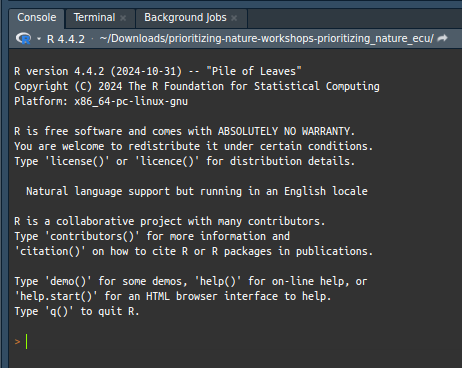 Console Terminal × Background Jobs ×
R 4.4.2 · ~/Downloads/prioritizing-nature-workshops-prioritizing_nature_ecu/
R version 4.4.2 (2024-10-31) -- "Pile of Leaves"
Copyright (C) 2024 The R Foundation for Statistical Computing
Platform: x86_64-pc-linux-gnu
R is free software and comes with ABSOLUTELY NO WARRANTY.
You are welcome to redistribute it under certain conditions.
Type 'license()' or 'licence()' for distribution details.
Natural language support but running in an English locale
R is a collaborative project with many contributors.
Type 'contributors()' for more information and
'citation()' on how to cite R or R packages in publications.
Type 'demo()' for some demos, 'help()' for on-line help, or
'help.start()' for an HTML browser interface to help.
Type 'q()' to quit R.
>